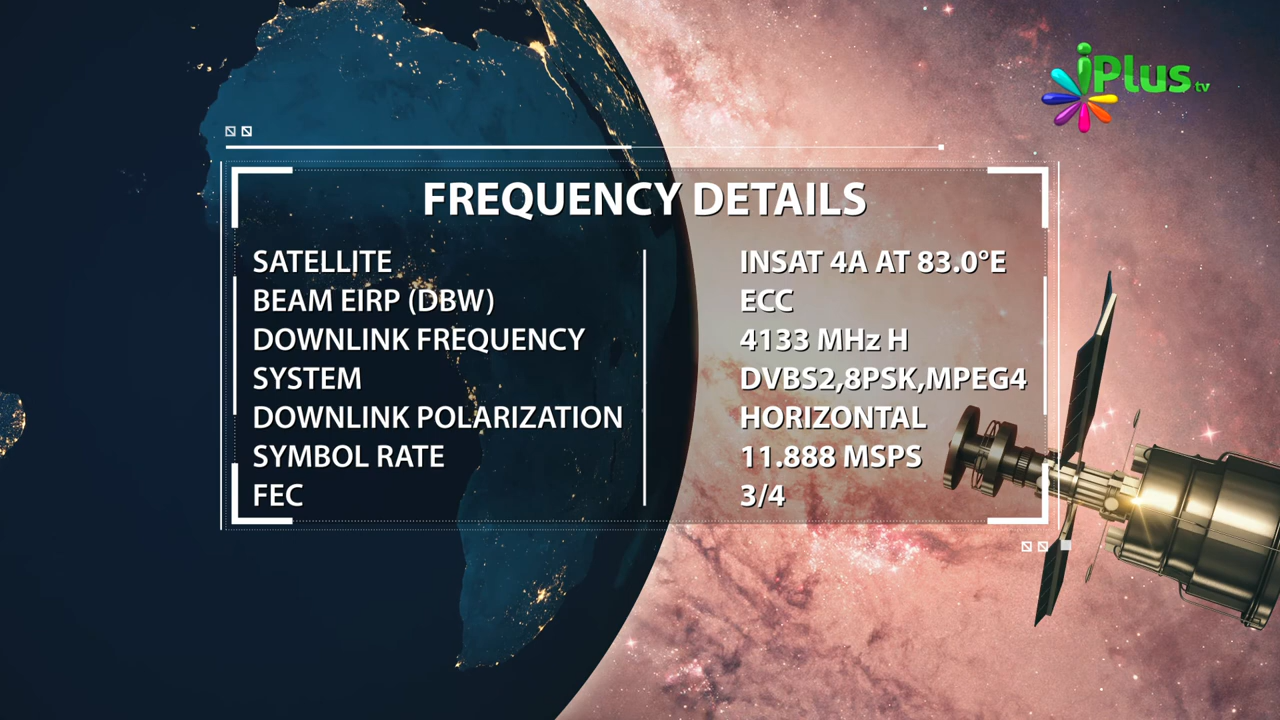 iPlus tv
FREQUENCY DETAILS
SATELLITE INSAT 4A AT 83.0°E
BEAM EIRP (DBW) ECC
DOWNLINK FREQUENCY 4133 MHz H
SYSTEM DVBS2,8PSK,MPEG4
DOWNLINK POLARIZATION HORIZONTAL
SYMBOL RATE 11.888 MSPS
FEC 3/4